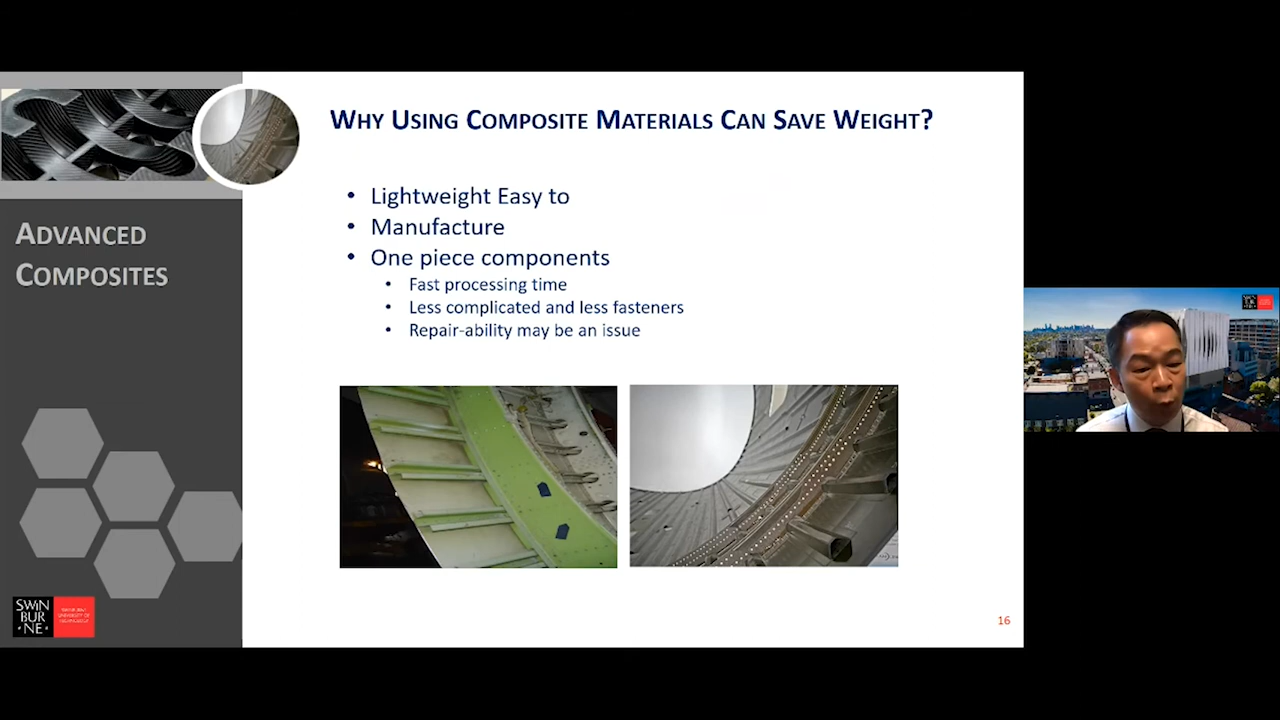 WHY USING COMPOSITE MATERIALS CAN SAVE WEIGHT?
ADVANCED
COMPOSITES
• Lightweight Easy to
• Manufacture
• One piece components
• Fast processing time
• Less complicated and less fasteners
• Repair-ability may be an issue
SWIN
BUR
NE
16